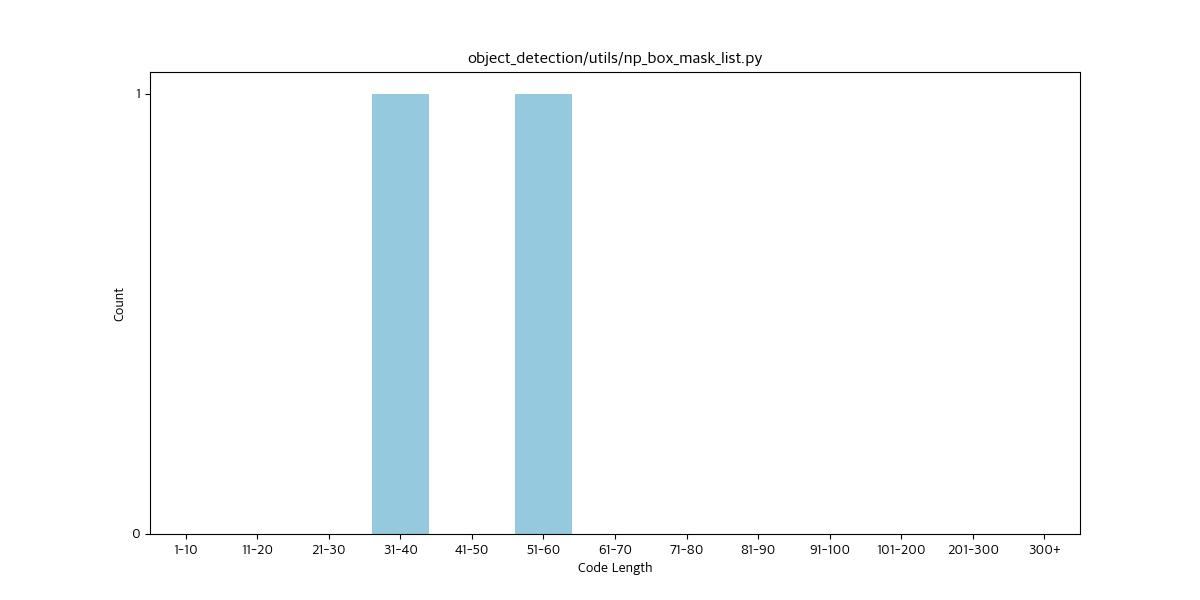 object_detection/utils/np_box_mask_list.py
1
Count
0
1-10 11-20 21-30 31-40 41-50 51-60 61-70 71-80 81-90 91-100 101-200 201-300 300+
Code Length